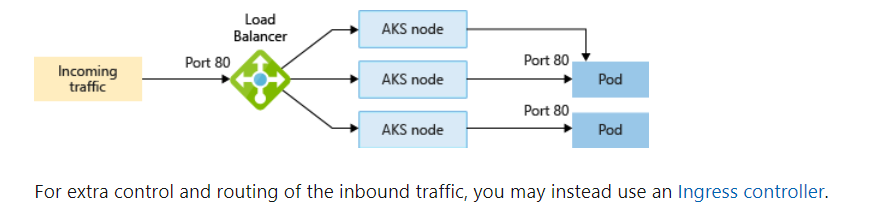 Load
Balancer
AKS node
Port 80
Port 80
Incoming
traffic
AKS node
Pod
Port 80
AKS node
Pod
For extra control and routing of the inbound traffic, you may instead use an Ingress controller.